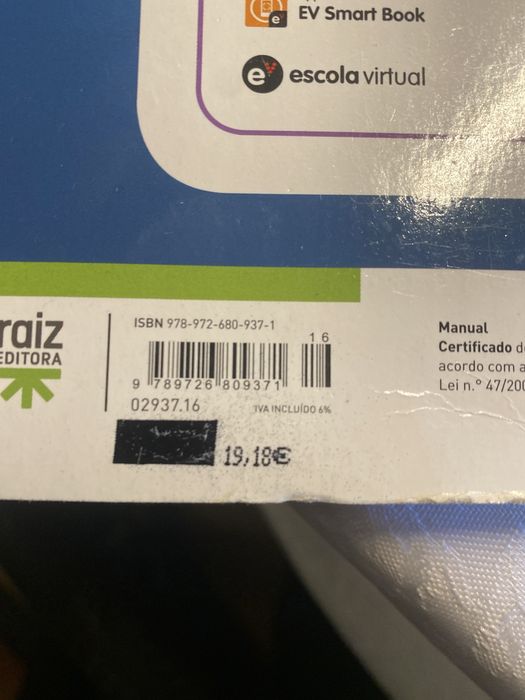 EV Smart Book
e escola virtual
raiz
EDITORA
ISBN 978-972-680-937-1
16
9 789726 809371
02937.16
IVA INCLUÍDO 6%
19,18€
Manual
Certificado
acordo com a
Lei n.º 47/200